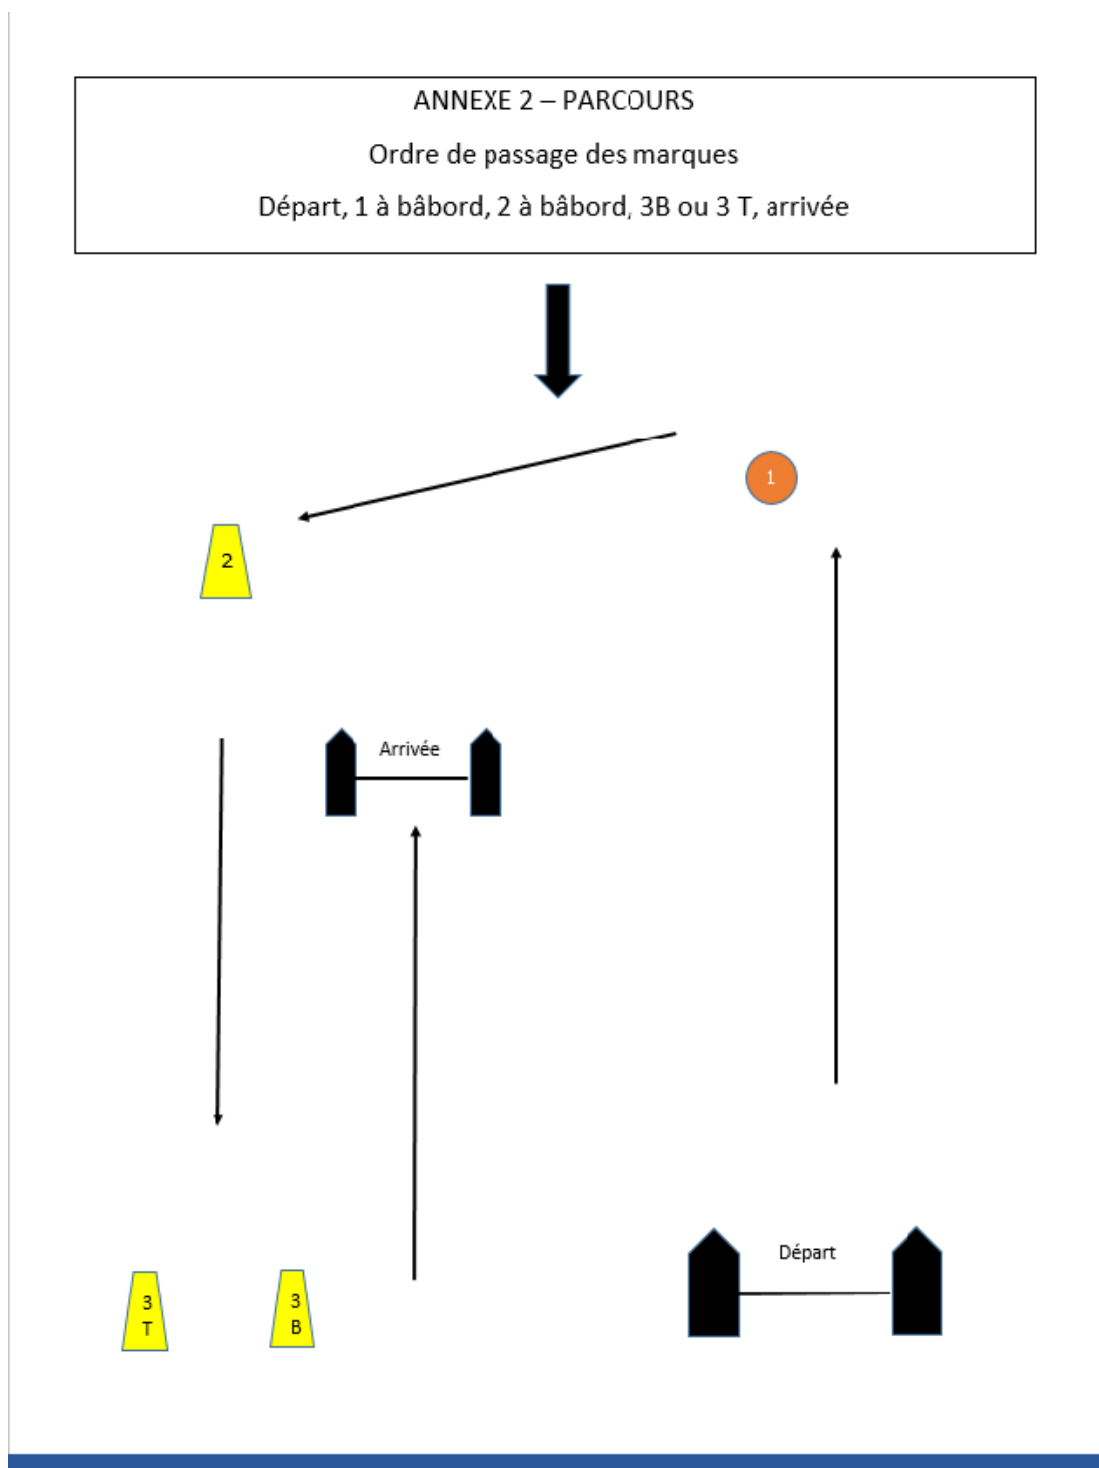 ANNEXE 2 – PARCOURS
Ordre de passage des marques
Départ, 1 à bâbord, 2 à bâbord, 3B ou 3 T, arrivée
1
2
Arrivée
Départ
3
T
3
B